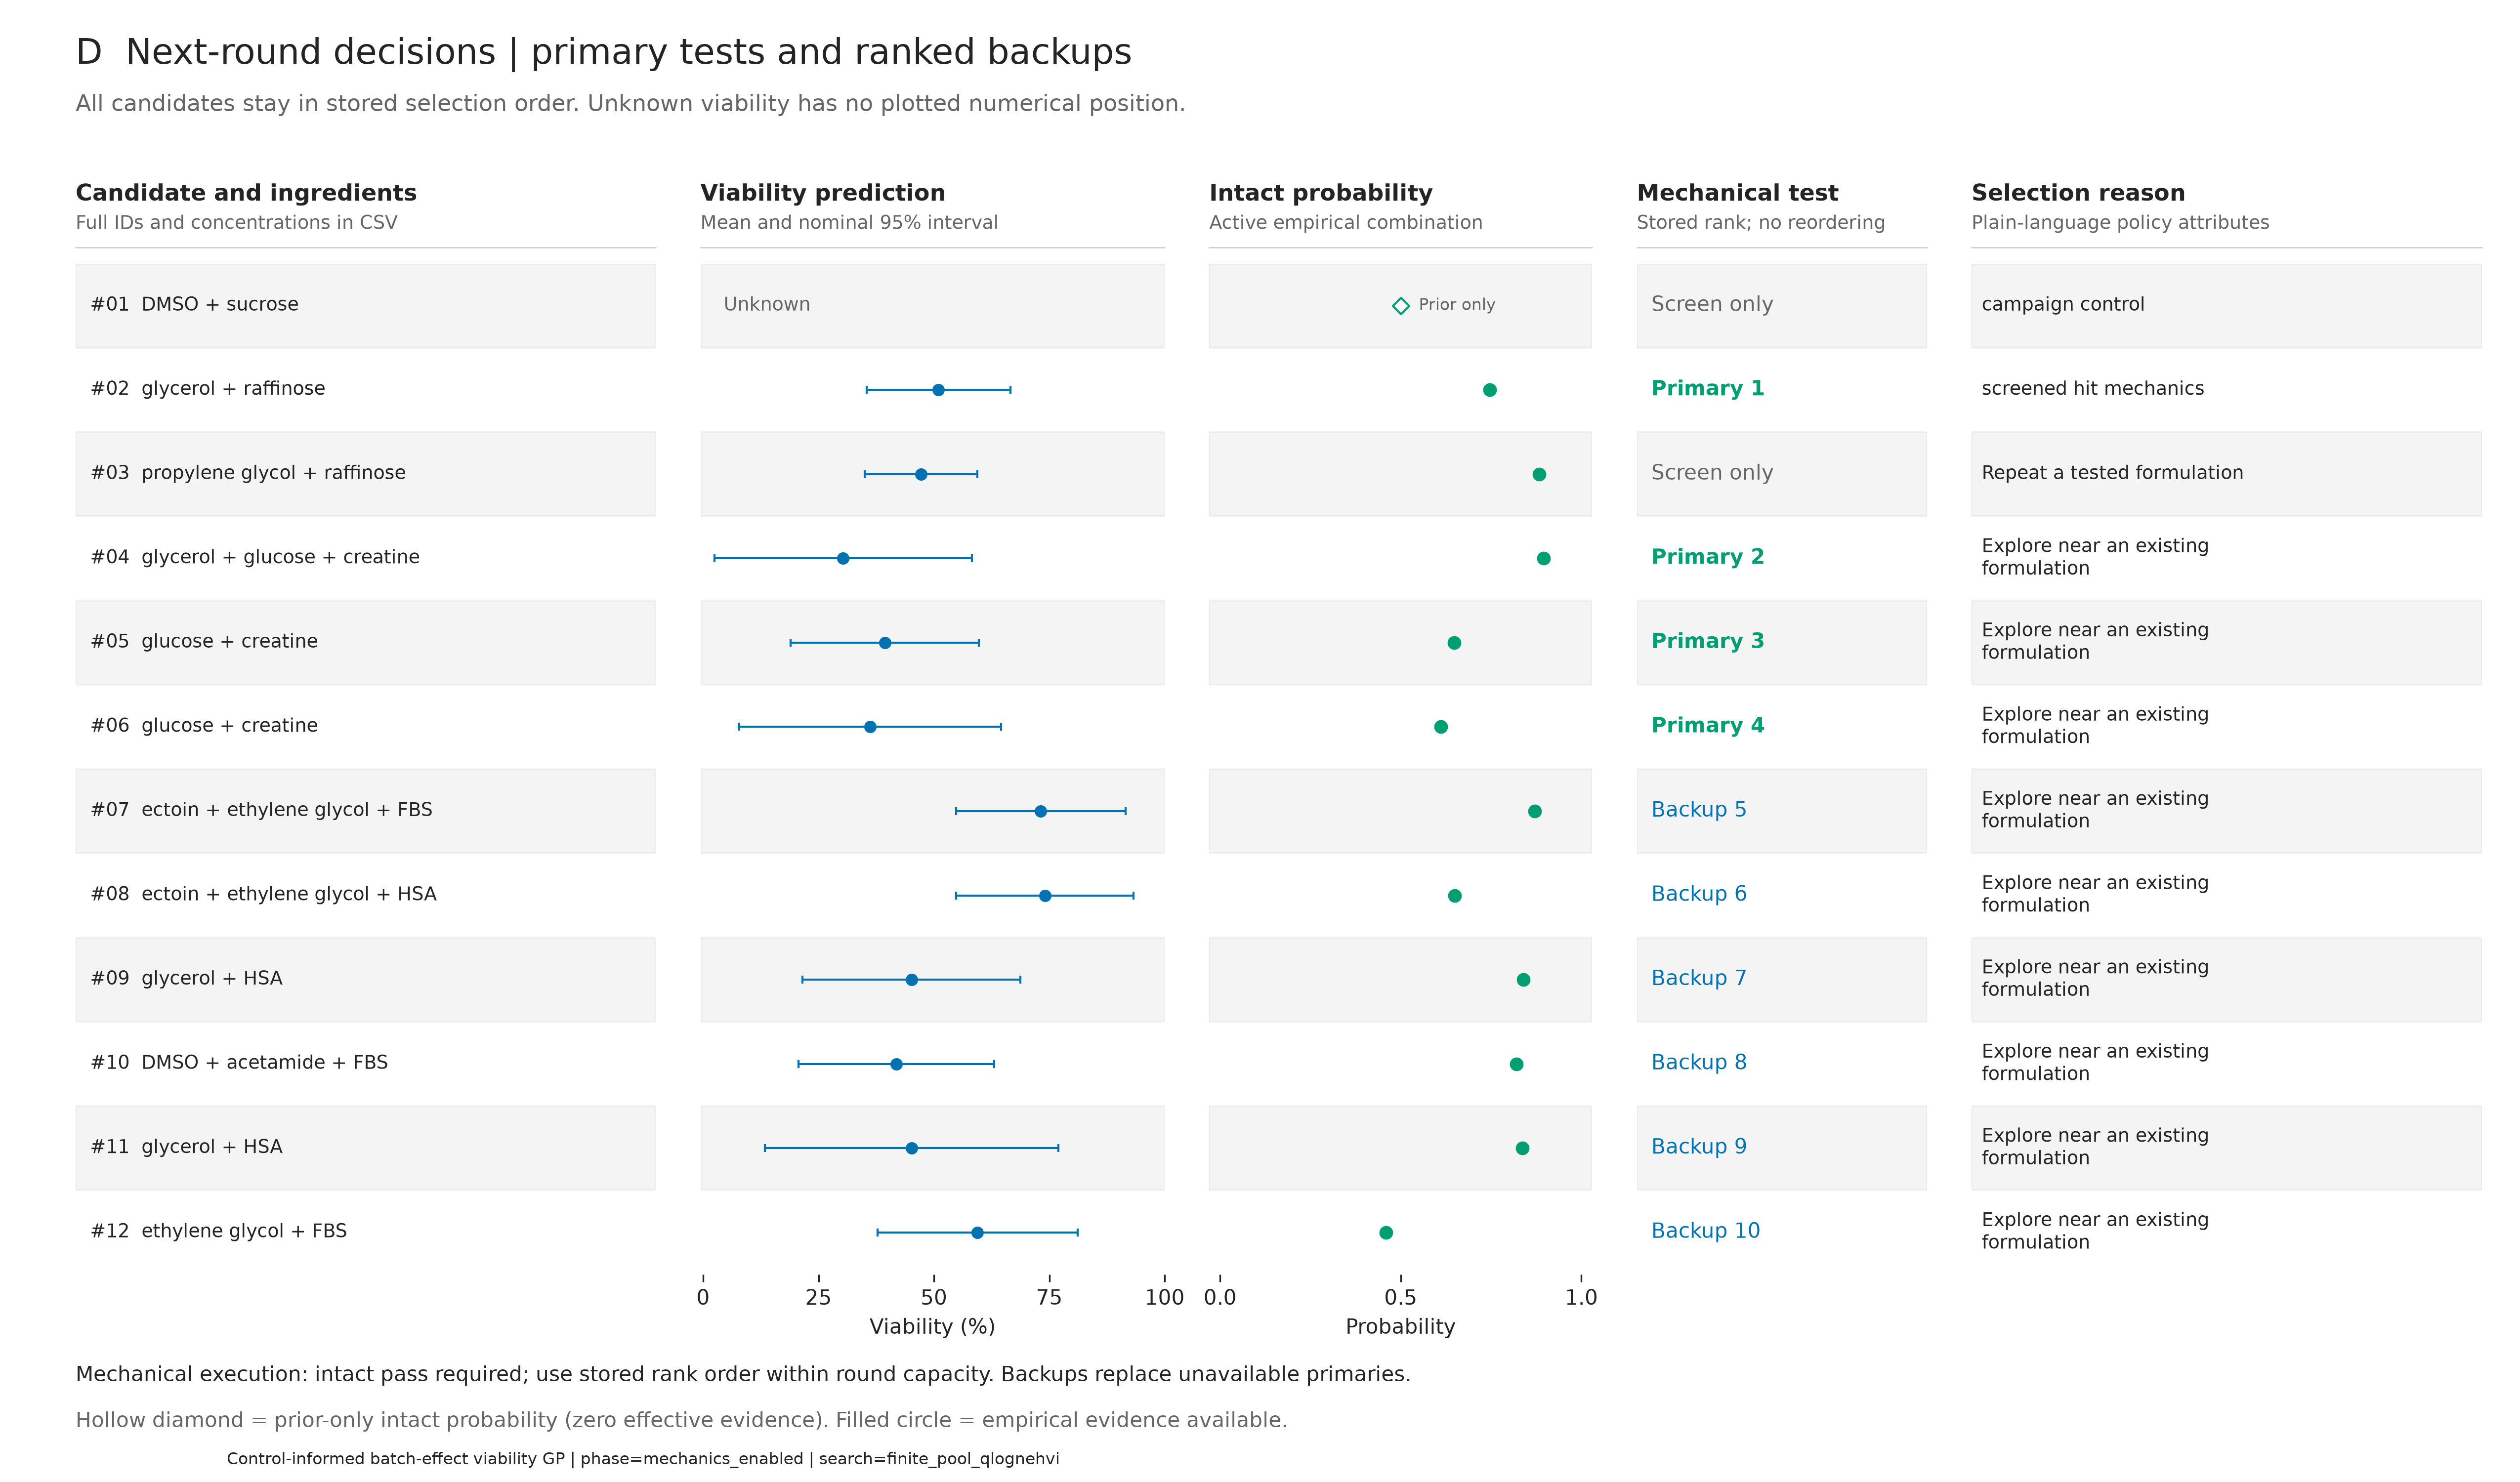 D Next-round decisions | primary tests and ranked backups
All candidates stay in stored selection order. Unknown viability has no plotted numerical position.
Candidate and ingredients
Full IDs and concentrations in CSV
Viability prediction
Mean and nominal 95% interval
Intact probability
Active empirical combination
Mechanical test
Stored rank; no reordering
Selection reason
Plain-language policy attributes
#01 DMSO + sucrose
Unknown
Prior only
Screen only
campaign control
#02 glycerol + raffinose
Primary 1
screened hit mechanics
#03 propylene glycol + raffinose
Screen only
Repeat a tested formulation
#04 glycerol + glucose + creatine
Primary 2
Explore near an existing
formulation
#05 glucose + creatine
Primary 3
Explore near an existing
formulation
#06 glucose + creatine
Primary 4
Explore near an existing
formulation
#07 ectoin + ethylene glycol + FBS
Backup 5
Explore near an existing
formulation
#08 ectoin + ethylene glycol + HSA
Backup 6
Explore near an existing
formulation
#09 glycerol + HSA
Backup 7
Explore near an existing
formulation
#10 DMSO + acetamide + FBS
Backup 8
Explore near an existing
formulation
#11 glycerol + HSA
Backup 9
Explore near an existing
formulation
#12 ethylene glycol + FBS
Backup 10
Explore near an existing
formulation
0 25 50 75 100
Viability (%)
0.0 0.5 1.0
Probability
Mechanical execution: intact pass required; use stored rank order within round capacity. Backups replace unavailable primaries.
Hollow diamond = prior-only intact probability (zero effective evidence). Filled circle = empirical evidence available.
Control-informed batch-effect viability GP | phase=mechanics_enabled | search=finite_pool_qlognehvi